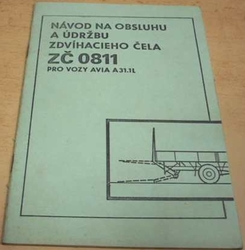 NÁVOD NA OBSLUHU
A ÚDRŽBU
ZDVÍHACIEHO ČELA
ZČ 0811
PRO VOZY AVIA A31.1L